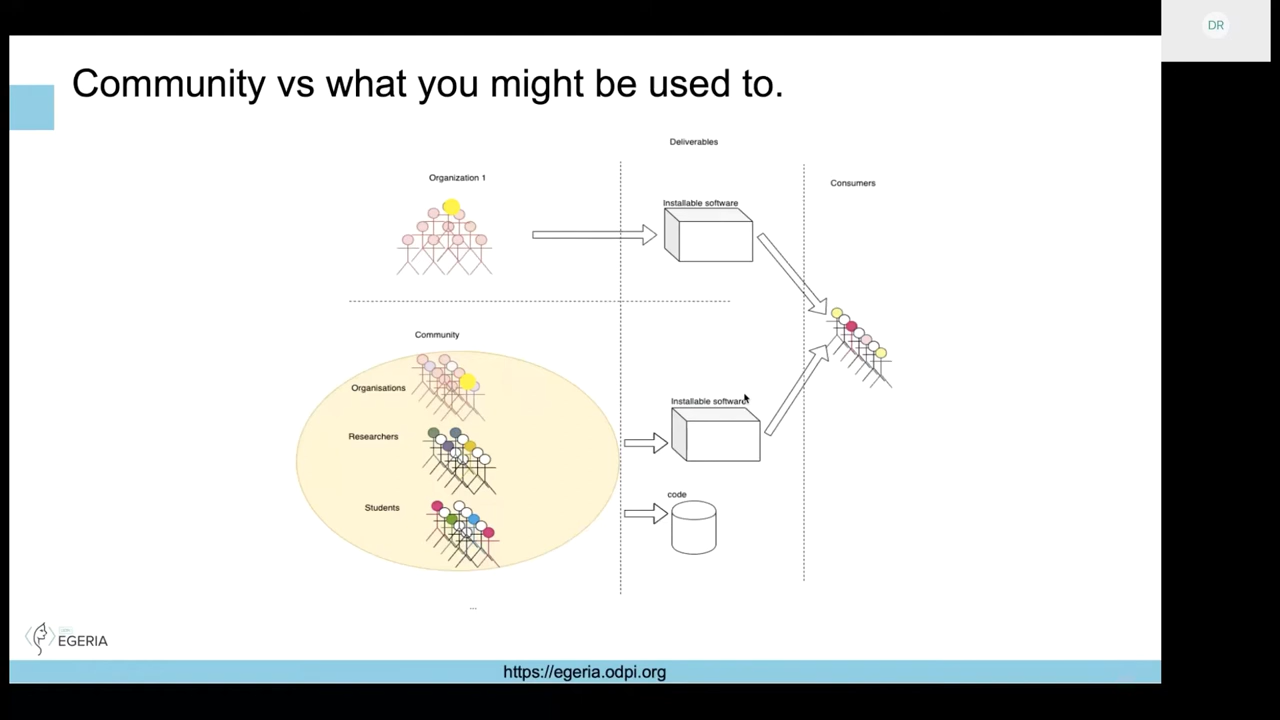 DR
Community vs what you might be used to.
Deliverables
Organization 1
Consumers
Installable software
Community
Organisations
Installable software
Researchers
code
Students
...
EGERIA
https://egeria.odpi.org